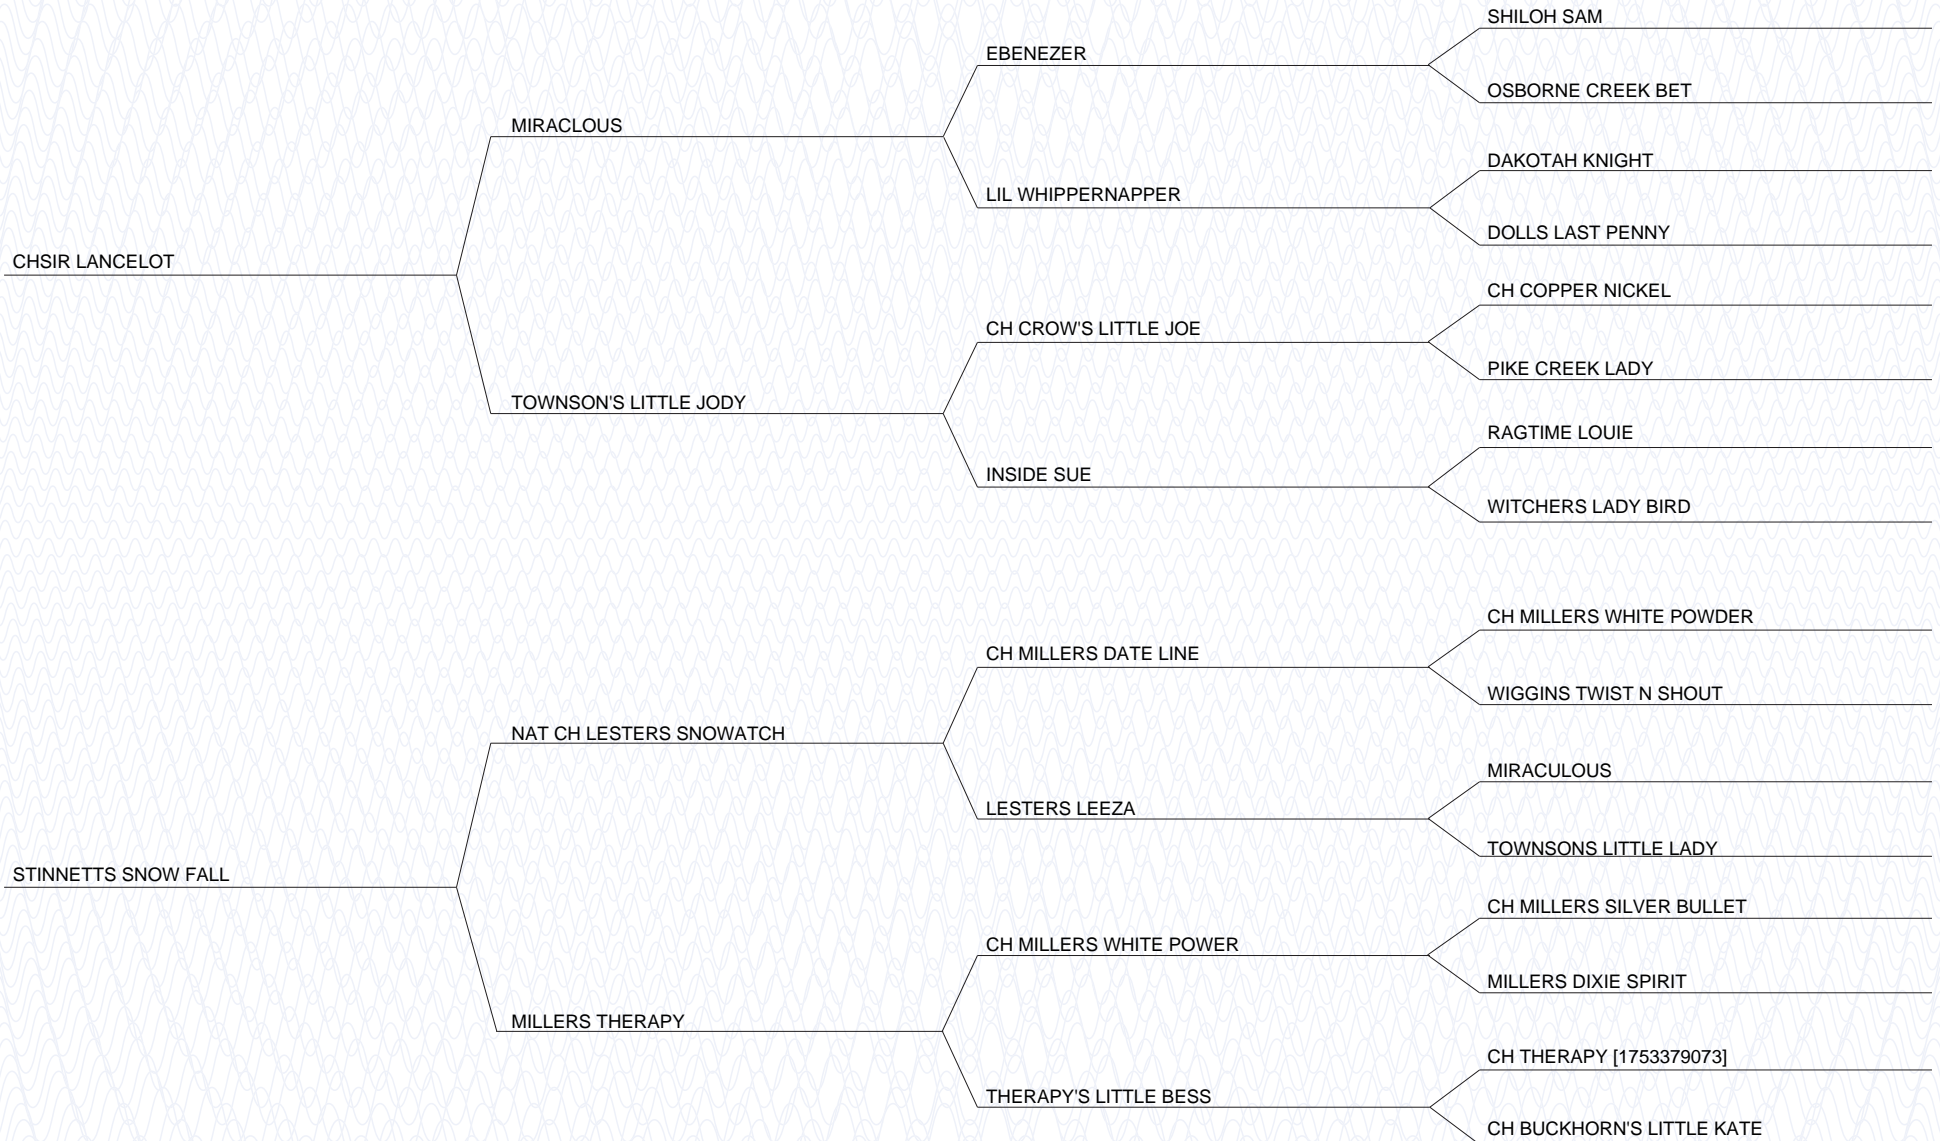 SHILOH SAM
EBENEZER
OSBORNE CREEK BET
MIRACLOUS
DAKOTAH KNIGHT
LIL WHIPPERNAPPER
DOLLS LAST PENNY
CHSIR LANCELOT
CH COPPER NICKEL
CH CROW'S LITTLE JOE
PIKE CREEK LADY
TOWNSON'S LITTLE JODY
RAGTIME LOUIE
INSIDE SUE
WITCHERS LADY BIRD
CH MILLERS WHITE POWDER
CH MILLERS DATE LINE
WIGGINS TWIST N SHOUT
NAT CH LESTERS SNOWATCH
MIRACULOUS
LESTERS LEEZA
TOWNSONS LITTLE LADY
STINNETTS SNOW FALL
CH MILLERS SILVER BULLET
CH MILLERS WHITE POWER
MILLERS DIXIE SPIRIT
MILLERS THERAPY
CH THERAPY [1753379073]
THERAPY'S LITTLE BESS
CH BUCKHORN'S LITTLE KATE